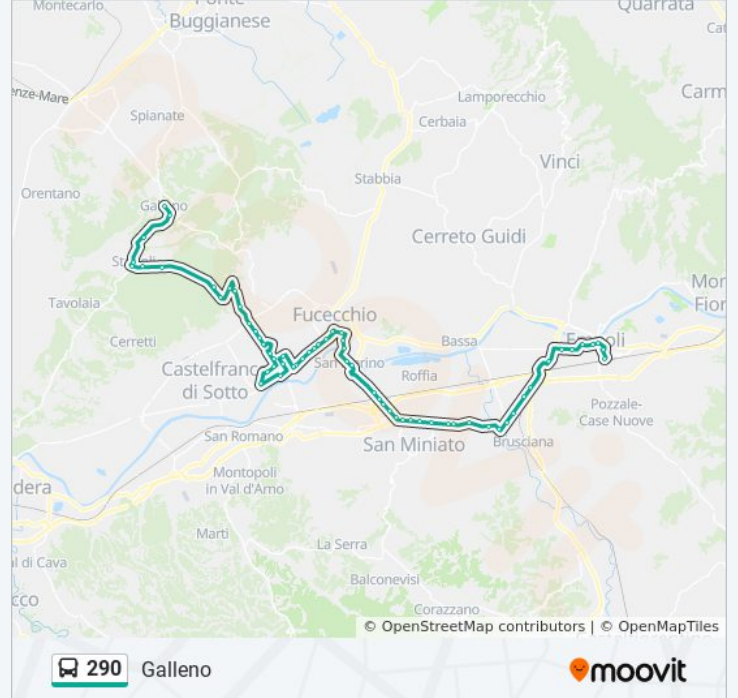 Montecarlo
Buggianese
Quarrata
enze-Mare
Lamporecchio
Spianate
Cerbaia
Vinci
Stabbia
Orentano
Cerreto Guidi
Tavolaia
Fucecchio
Cerretti
Bassa
Castelfranc
di Sotto
Roffia
Pozzale-
Case Nuove
San Romano
San Miniato
Brusciana
Montopoli
in Val d'Arno
dera
Marti
La Serra
al di Cava
Balconevisi
Corazzano
© OpenStreetMap contributors | © OpenMapTiles
290 Galleno
moovit